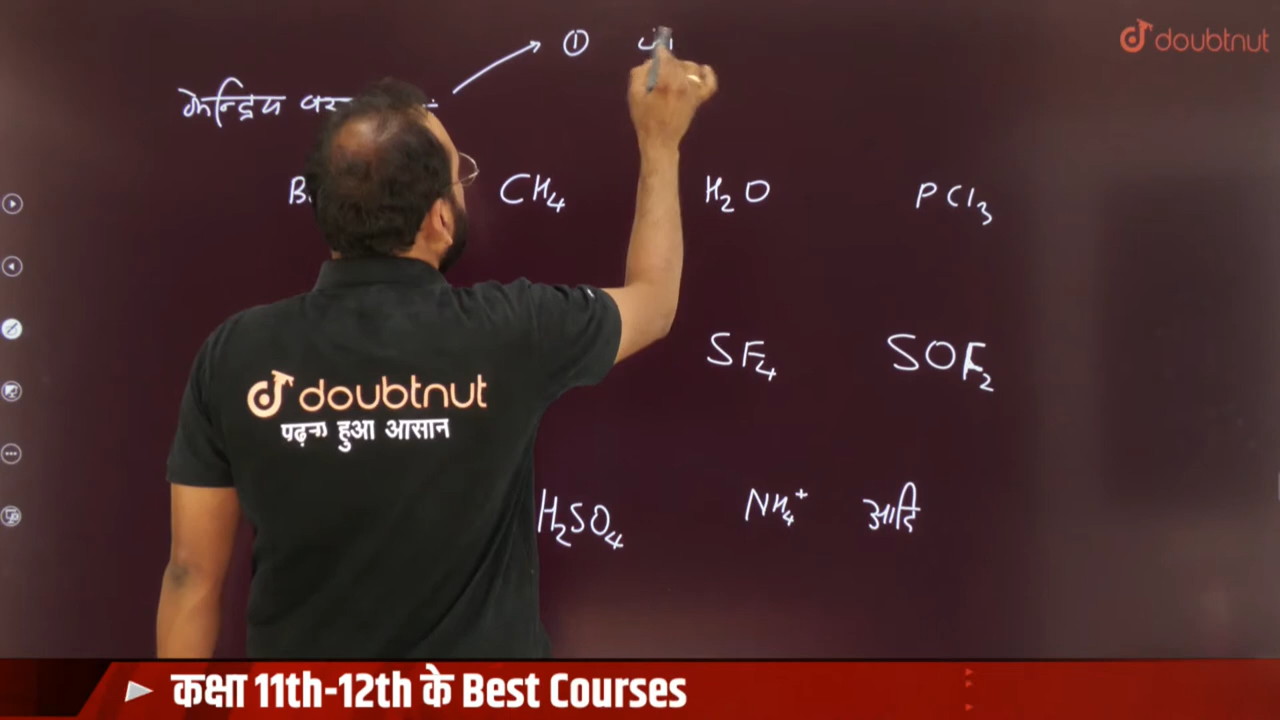 ① 
doubtnut
केन्द्रिय
CH₄ H₂O PCl₃
SF₄ SOF₂
doubtnut
पढ़ना हुआ आसान
H₂SO₄ NH₄⁺ आदि
कक्षा 11th-12th के Best Courses